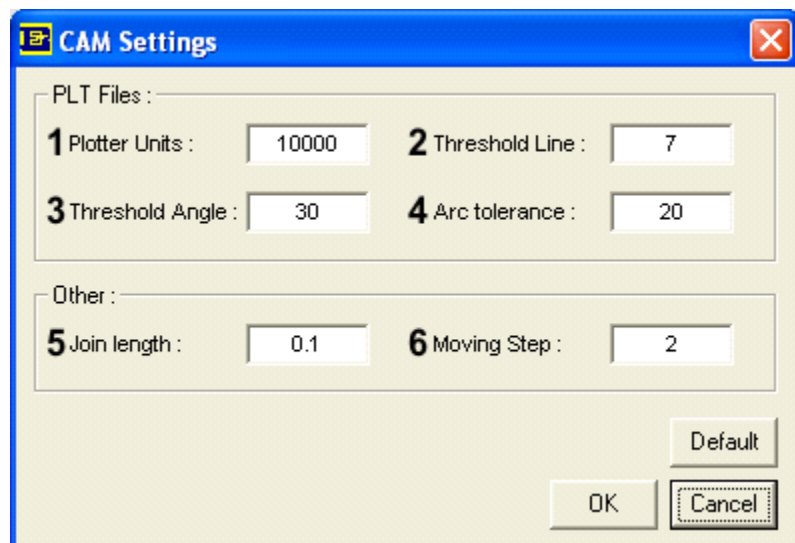 CAM Settings
PLT Files :
1 Plotter Units : 10000 2 Threshold Line : 7
3 Threshold Angle : 30 4 Arc tolerance : 20
Other :
5 Join length : 0.1 6 Moving Step : 2
Default
OK Cancel